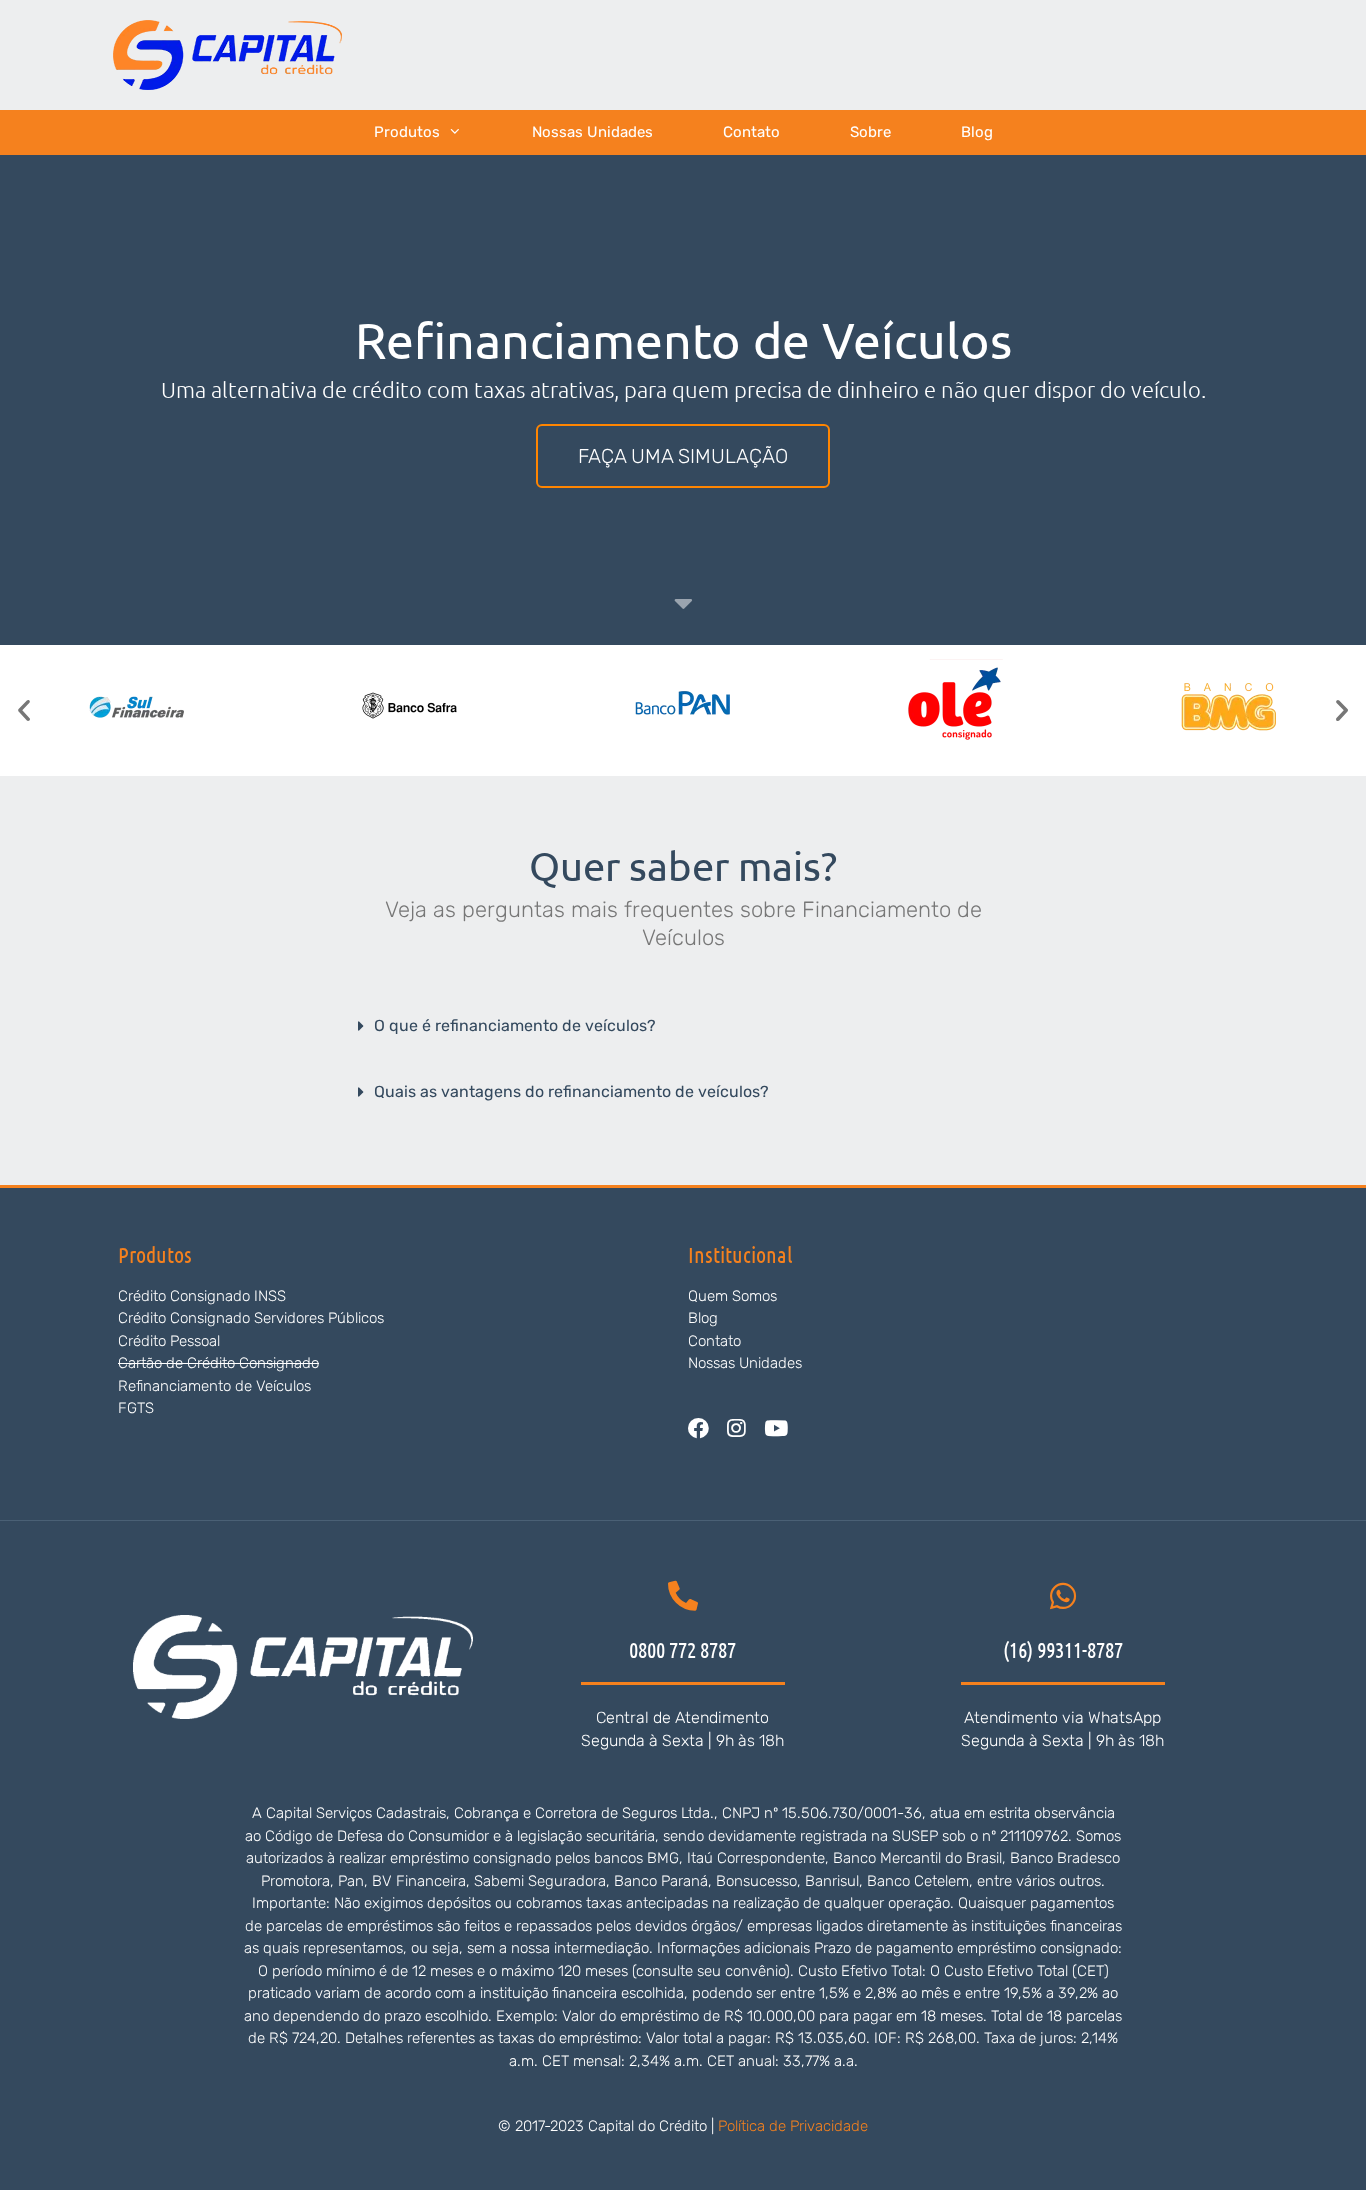 CAPITAL
do crédito
Produtos
Nossas Unidades
Contato
Sobre
Blog
Refinanciamento de Veículos
Uma alternativa de crédito com taxas atrativas, para quem precisa de dinheiro e não quer dispor do veículo.
FAÇA UMA SIMULAÇÃO
Sul
Financeira
Banco Safra
Banco PAN
olé
consignado
BANCO
BMG
Quer saber mais?
Veja as perguntas mais frequentes sobre Financiamento de
Veículos
O que é refinanciamento de veículos?
Quais as vantagens do refinanciamento de veículos?
Produtos
Crédito Consignado INSS
Crédito Consignado Servidores Públicos
Crédito Pessoal
Cartão de Crédito Consignado
Refinanciamento de Veículos
FGTS
Institucional
Quem Somos
Blog
Contato
Nossas Unidades
CAPITAL
do crédito
0800 772 8787
Central de Atendimento
Segunda à Sexta | 9h às 18h
(16) 99311-8787
Atendimento via WhatsApp
Segunda à Sexta | 9h às 18h
A Capital Serviços Cadastrais, Cobrança e Corretora de Seguros Ltda., CNPJ nº 15.506.730/0001-36, atua em estrita observância
ao Código de Defesa do Consumidor e à legislação securitária, sendo devidamente registrada na SUSEP sob o nº 211109762. Somos
autorizados à realizar empréstimo consignado pelos bancos BMG, Itaú Correspondente, Banco Mercantil do Brasil, Banco Bradesco
Promotora, Pan, BV Financeira, Sabemi Seguradora, Banco Paraná, Bonsucesso, Banrisul, Banco Cetelem, entre vários outros.
Importante: Não exigimos depósitos ou cobramos taxas antecipadas na realização de qualquer operação. Quaisquer pagamentos
de parcelas de empréstimos são feitos e repassados pelos devidos órgãos/ empresas ligados diretamente às instituições financeiras
as quais representamos, ou seja, sem a nossa intermediação. Informações adicionais Prazo de pagamento empréstimo consignado:
O período mínimo é de 12 meses e o máximo 120 meses (consulte seu convênio). Custo Efetivo Total: O Custo Efetivo Total (CET)
praticado variam de acordo com a instituição financeira escolhida, podendo ser entre 1,5% e 2,8% ao mês e entre 19,5% a 39,2% ao
ano dependendo do prazo escolhido. Exemplo: Valor do empréstimo de R$ 10.000,00 para pagar em 18 meses. Total de 18 parcelas
de R$ 724,20. Detalhes referentes as taxas do empréstimo: Valor total a pagar: R$ 13.035,60. IOF: R$ 268,00. Taxa de juros: 2,14%
a.m. CET mensal: 2,34% a.m. CET anual: 33,77% a.a.
© 2017-2023 Capital do Crédito | Política de Privacidade